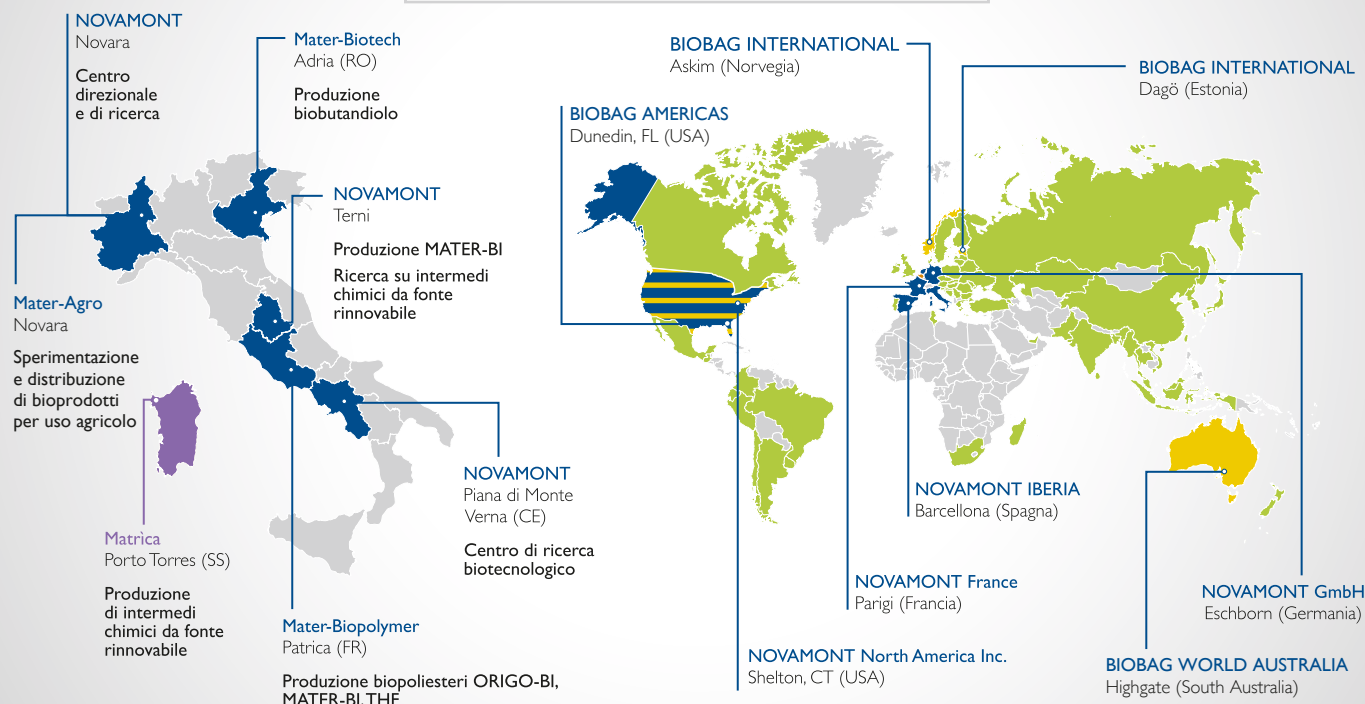 NOVAMONT
Novara
Centro
direzionale
e di ricerca
Mater-Biotech
Adria (RO)
Produzione
biobutandiolo
NOVAMONT
Terni
Produzione MATER-BI
Ricerca su intermedi
chimici da fonte
rinnovabile
Mater-Agro
Novara
Sperimentazione
e distribuzione
di bioprodotti
per uso agricolo
Matrìca
Porto Torres (SS)
Produzione
di intermedi
chimici da fonte
rinnovabile
Mater-Biopolymer
Patrica (FR)
Produzione biopoliesteri ORIGO-BI,
MATER-BI, THF
NOVAMONT
Piana di Monte
Verna (CE)
Centro di ricerca
biotecnologico
BIOBAG INTERNATIONAL
Askim (Norvegia)
BIOBAG INTERNATIONAL
Dagö (Estonia)
BIOBAG AMERICAS
Dunedin, FL (USA)
NOVAMONT IBERIA
Barcellona (Spagna)
NOVAMONT France
Parigi (Francia)
NOVAMONT GmbH
Eschborn (Germania)
NOVAMONT North America Inc.
Shelton, CT (USA)
BIOBAG WORLD AUSTRALIA
Highgate (South Australia)